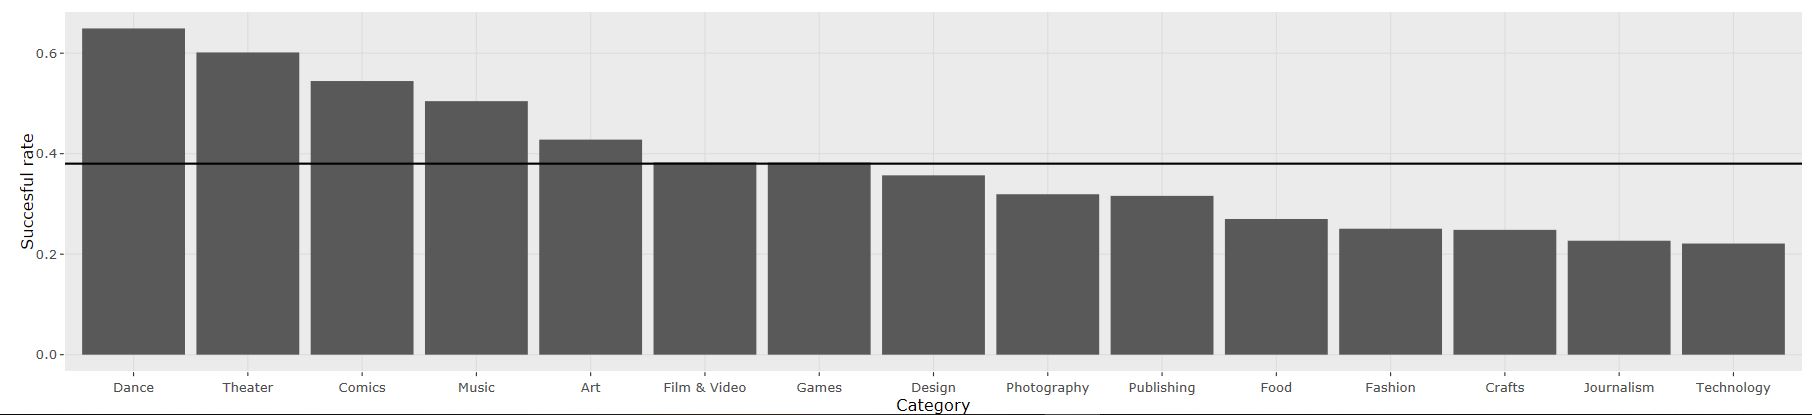 Succesful rate
0.6
0.4
0.2
0.0
Dance Theater Comics Music Art Film & Video Games Design Photography Publishing Food Fashion Crafts Journalism Technology
Category